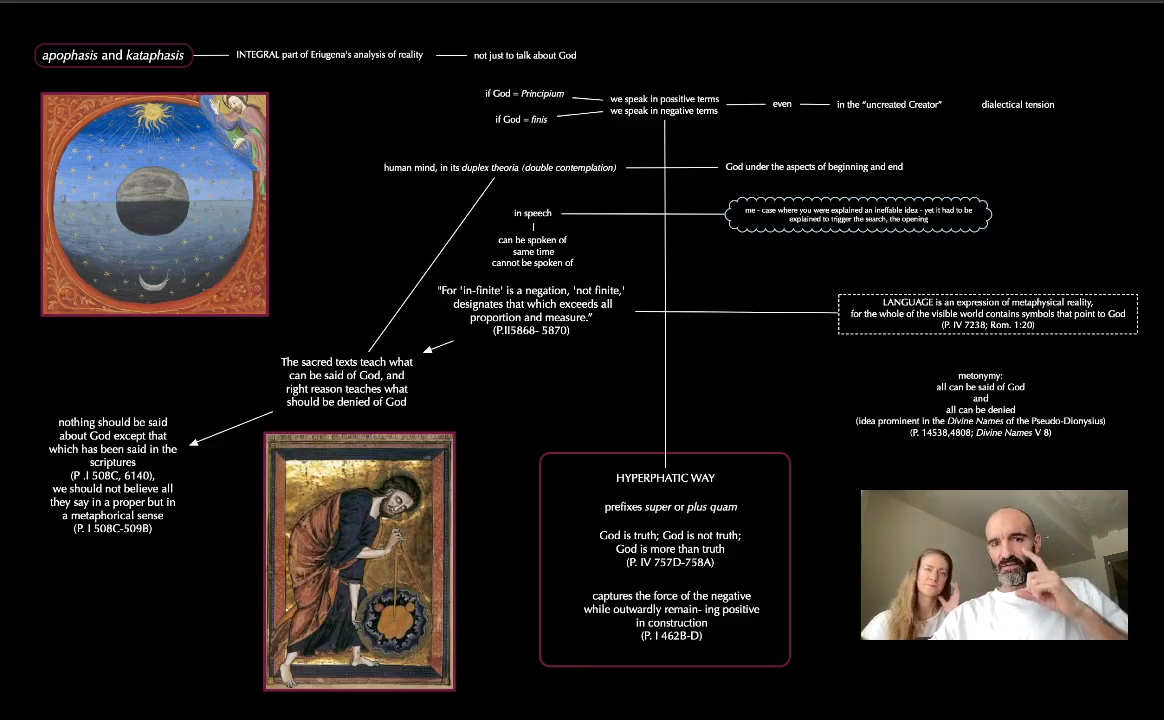 apophasis and kataphasis
INTEGRAL part of Eriugena's analysis of reality
not just to talk about God
if God = Principium
if God = finis
we speak in possitive terms
we speak in negative terms
even
in the "uncreated Creator"
dialectical tension
human mind, in its duplex theoria (double contemplation)
God under the aspects of beginning and end
in speech
can be spoken of
same time
cannot be spoken of
me - case where you were explained an ineffable idea - yet it had to be
explained to trigger the search, the opening
"For 'in-finite' is a negation, 'not finite,'
designates that which exceeds all
proportion and measure."
(P.II5868- 5870)
LANGUAGE is an expression of metaphysical reality,
for the whole of the visible world contains symbols that point to God
(P. IV 7238; Rom. 1:20)
The sacred texts teach what
can be said of God, and
right reason teaches what
should be denied of God
metonymy:
all can be said of God
and
all can be denied
(idea prominent in the Divine Names of the Pseudo-Dionysius)
(P. 14538,4808; Divine Names V 8)
nothing should be said
about God except that
which has been said in the
scriptures
(P .I 508C, 6140),
we should not believe all
they say in a proper but in
a metaphorical sense
(P. I 508C-509B)
HYPERPHATIC WAY
prefixes super or plus quam
God is truth; God is not truth;
God is more than truth
(P. IV 757D-758A)
captures the force of the negative
while outwardly remain- ing positive
in construction
(P. I 462B-D)